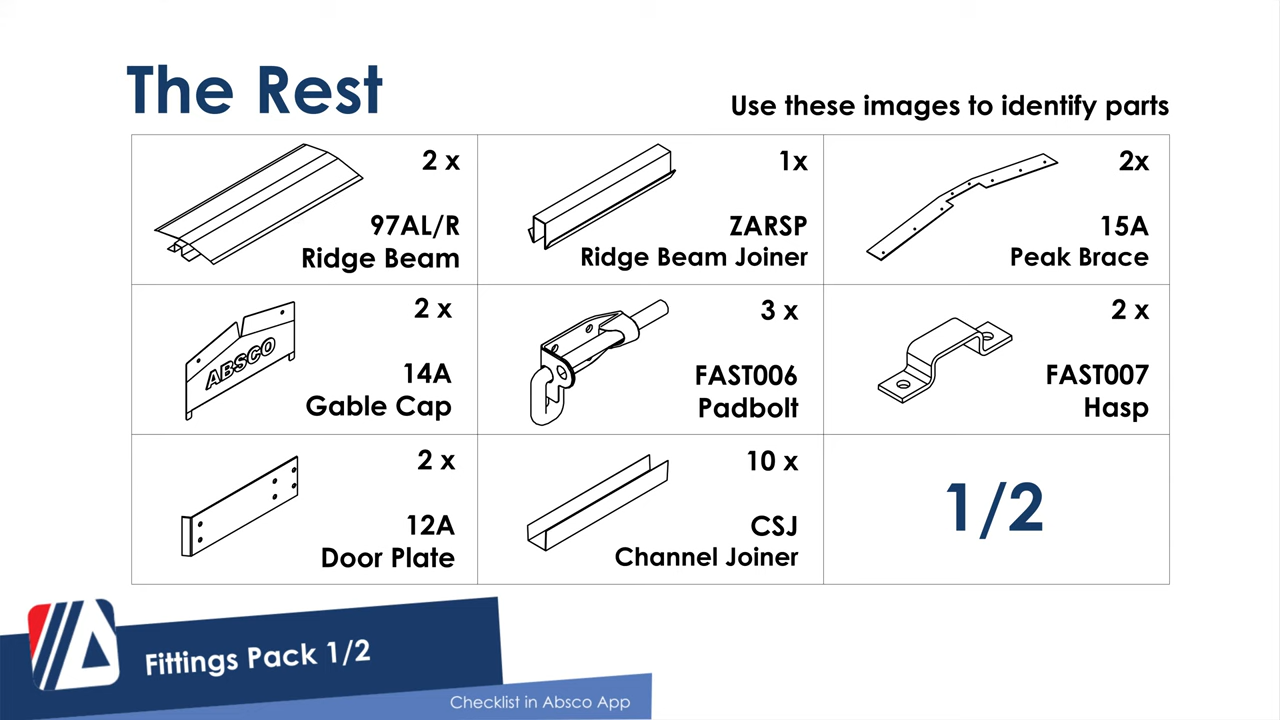 The Rest
Use these images to identify parts
2 x
97AL/R
Ridge Beam
1x
ZARSP
Ridge Beam Joiner
2x
15A
Peak Brace
ABSCO
2 x
14A
Gable Cap
3 x
FAST006
Padbolt
2 x
FAST007
Hasp
2 x
12A
Door Plate
10 x
CSJ
Channel Joiner
1/2
Fittings Pack 1/2
Checklist in Absco App